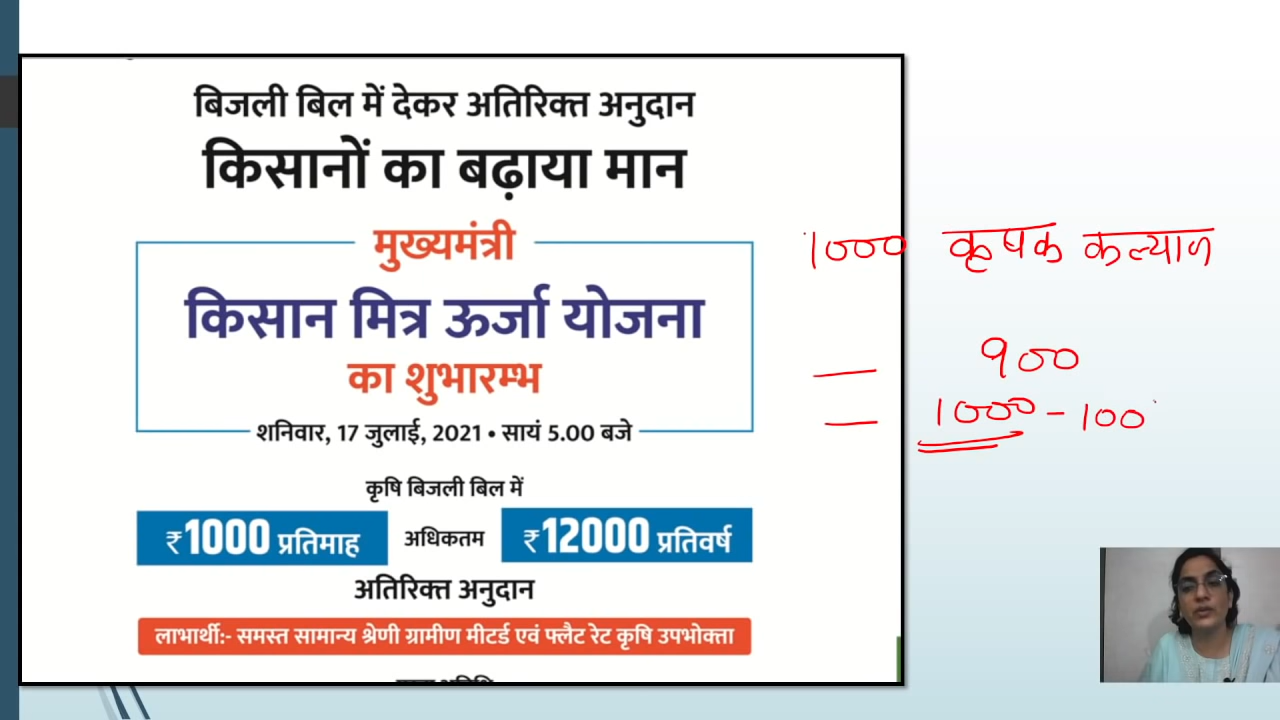 बिजली बिल में देकर अतिरिक्त अनुदान
किसानों का बढ़ाया मान
मुख्यमंत्री
किसान मित्र ऊर्जा योजना
का शुभारम्भ
शनिवार, 17 जुलाई, 2021 • सायं 5.00 बजे
कृषि बिजली बिल में
₹1000 प्रतिमाह अधिकतम ₹12000 प्रतिवर्ष
अतिरिक्त अनुदान
लाभार्थी:- समस्त सामान्य श्रेणी ग्रामीण मीटर्ड एवं फ्लैट रेट कृषि उपभोक्ता
1000 कृषक कल्याण
— 900
— 1000 - 100